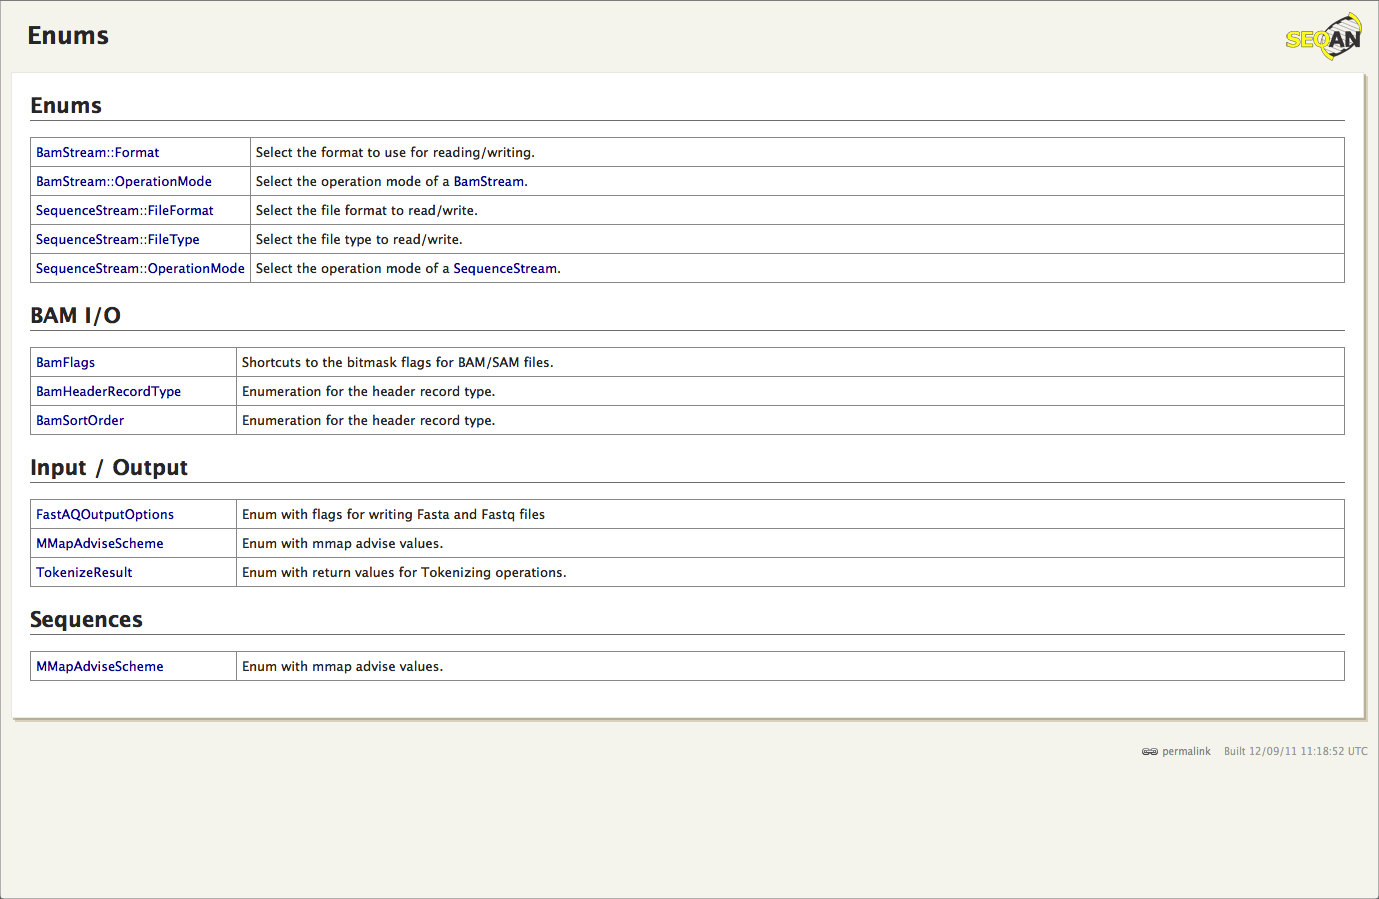 Enums
SEQAN
Enums
BamStream::Format Select the format to use for reading/writing.
BamStream::OperationMode Select the operation mode of a BamStream.
SequenceStream::FileFormat Select the file format to read/write.
SequenceStream::FileType Select the file type to read/write.
SequenceStream::OperationMode Select the operation mode of a SequenceStream.
BAM I/O
BamFlags Shortcuts to the bitmask flags for BAM/SAM files.
BamHeaderRecordType Enumeration for the header record type.
BamSortOrder Enumeration for the header record type.
Input / Output
FastAQOutputOptions Enum with flags for writing Fasta and Fastq files
MMapAdviseScheme Enum with mmap advise values.
TokenizeResult Enum with return values for Tokenizing operations.
Sequences
MMapAdviseScheme Enum with mmap advise values.
permalink Built 12/09/11 11:18:52 UTC